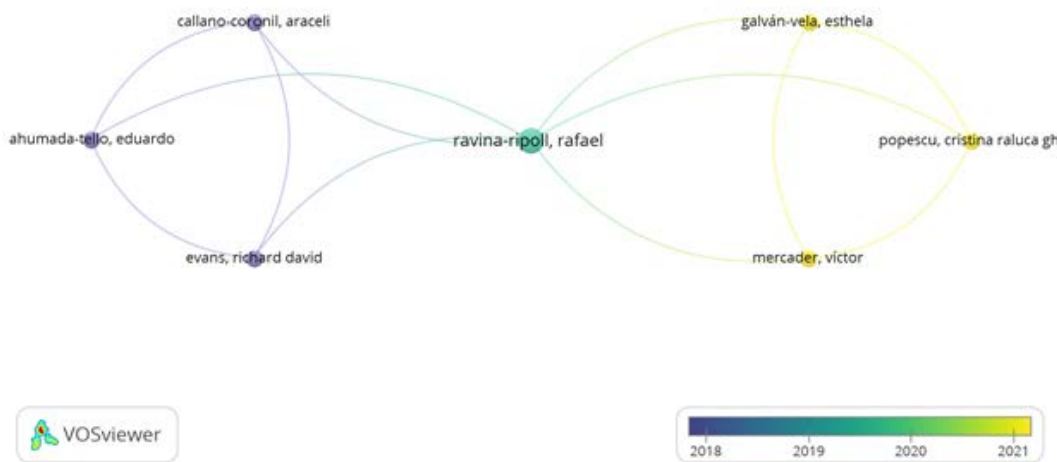 callano-coronil, araceli
galván-vela, esthela
ahumada-tello, eduardo
ravina-ripoll, rafael
popescu, cristina raluca gh
evans, richard david
mercader, víctor
VOSviewer
2018 2019 2020 2021